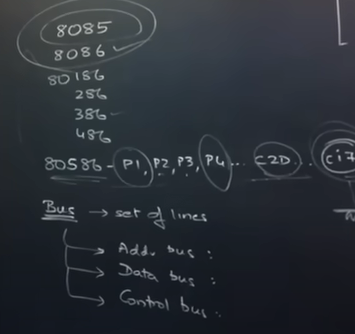 8085
8086
80186
286
386
486
80586 - P1, P2, P3, P4 ... C2D .. Ci7
Bus → set of lines
→ Addr bus :
→ Data bus :
→ Control bus :